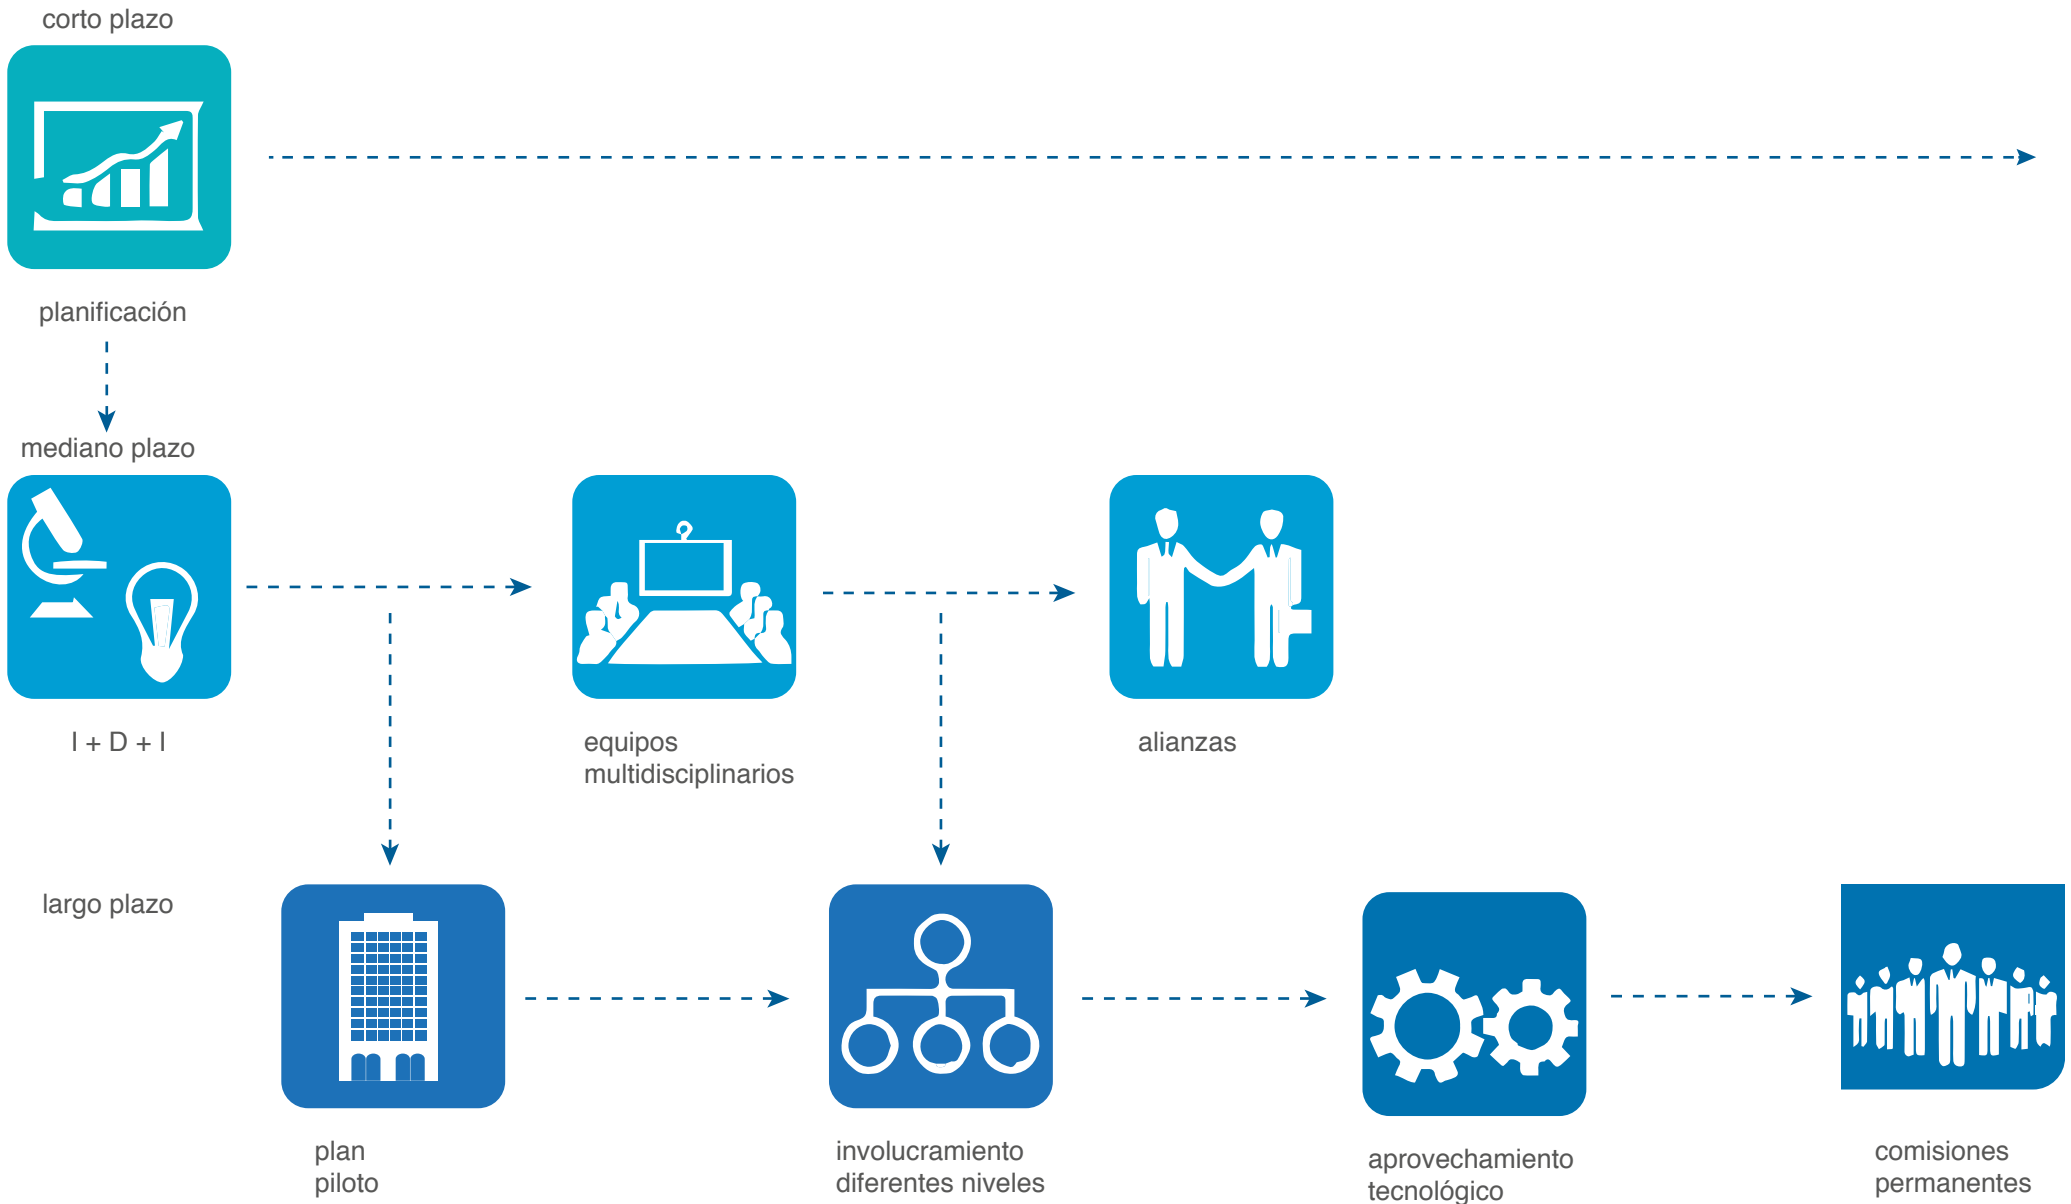 corto plazo
planificación
mediano plazo
I + D + I
equipos
multidisciplinarios
alianzas
largo plazo
plan
piloto
involucramiento
diferentes niveles
aprovechamiento
tecnológico
comisiones
permanentes